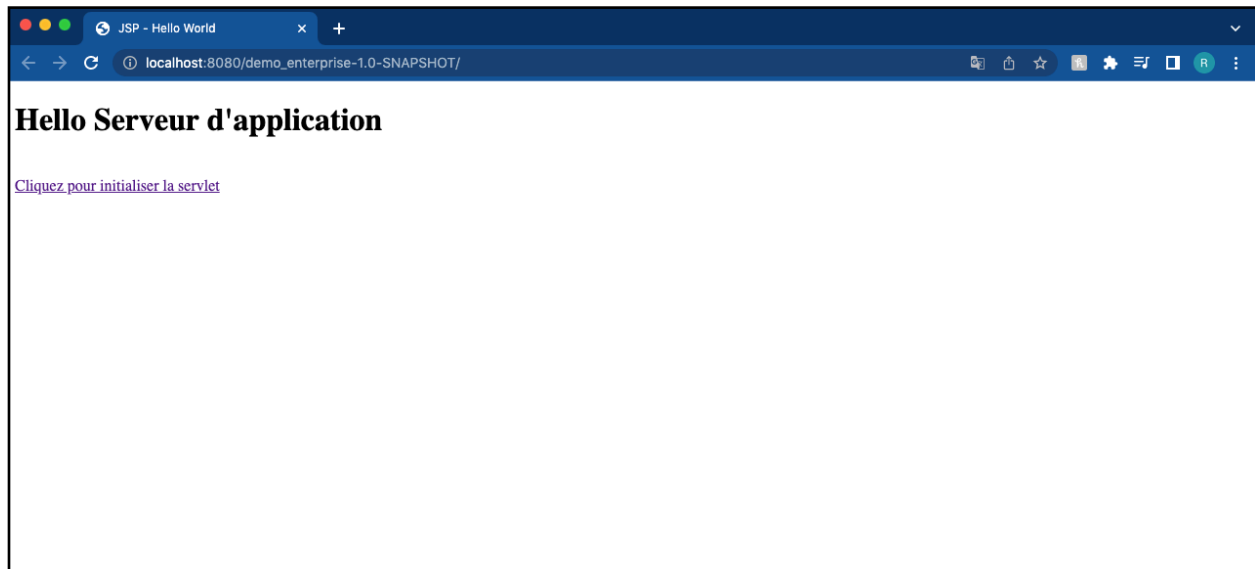 JSP - Hello World
localhost:8080/demo_enterprise-1.0-SNAPSHOT/
R
Hello Serveur d'application
Cliquez pour initialiser la servlet